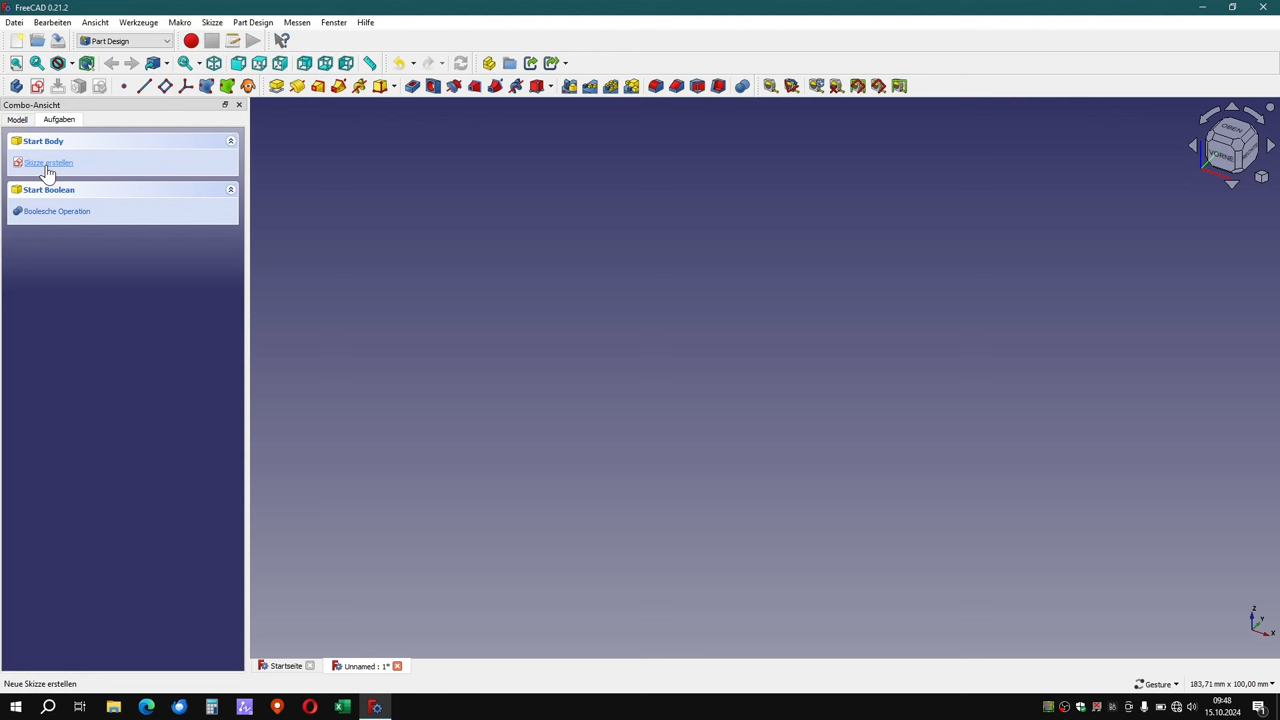 FreeCAD 0.21.2
Datei Bearbeiten Ansicht Werkzeuge Makro Skizze Part Design Messen Fenster Hilfe
Part Design
Combo-Ansicht
Modell Aufgaben
Start Body
Skizze erstellen
Start Boolean
Boolesche Operation
OBEN
VORNE
Z
Y
X
Startseite Unnamed : 1*
Neue Skizze erstellen Gesture 183,71 mm x 100,00 mm
09:48
15.10.2024